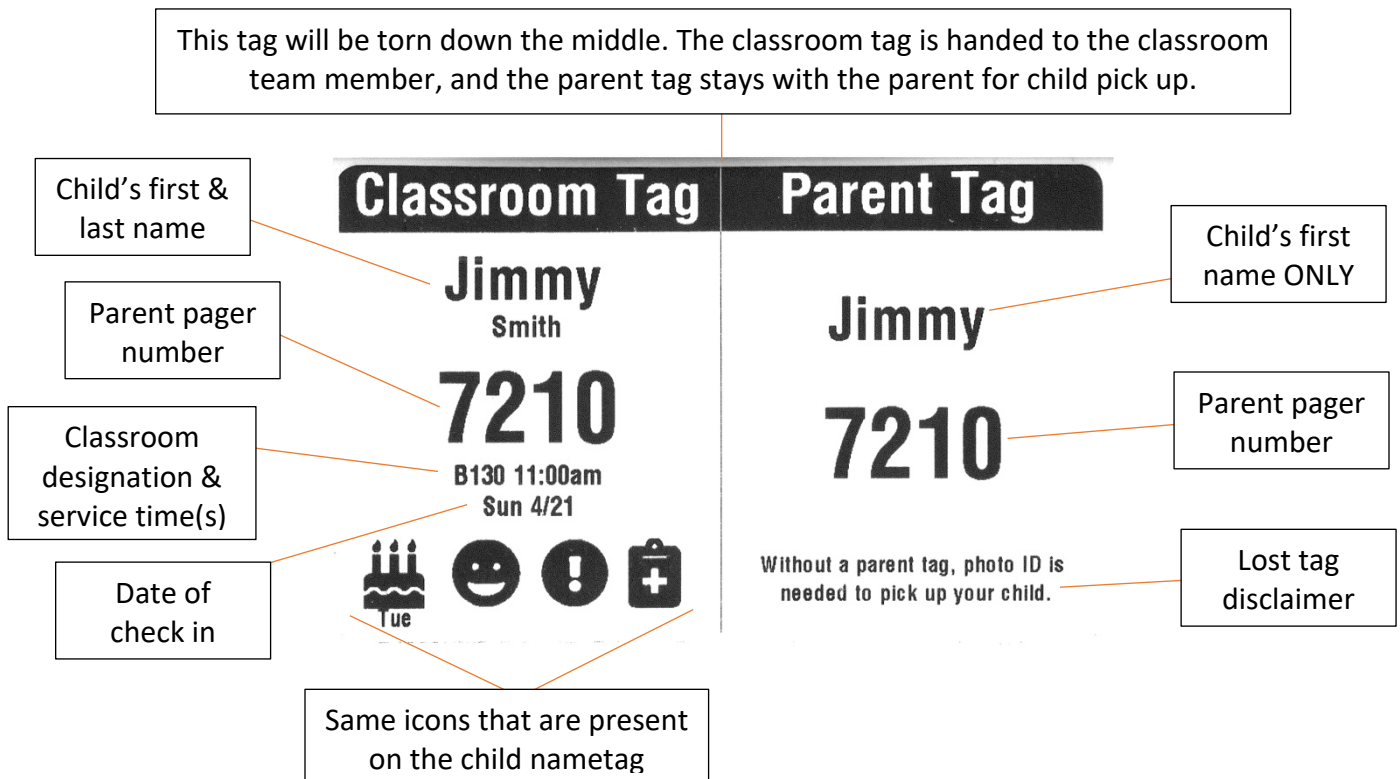 This tag will be torn down the middle. The classroom tag is handed to the classroom
team member, and the parent tag stays with the parent for child pick up.
Child’s first &
last name
Parent pager
number
Classroom
designation &
service time(s)
Date of
check in
Classroom Tag
Jimmy
Smith
7210
B130 11:00am
Sun 4/21
Tue
Parent Tag
Jimmy
7210
Without a parent tag, photo ID is
needed to pick up your child.
Child’s first
name ONLY
Parent pager
number
Lost tag
disclaimer
Same icons that are present
on the child nametag